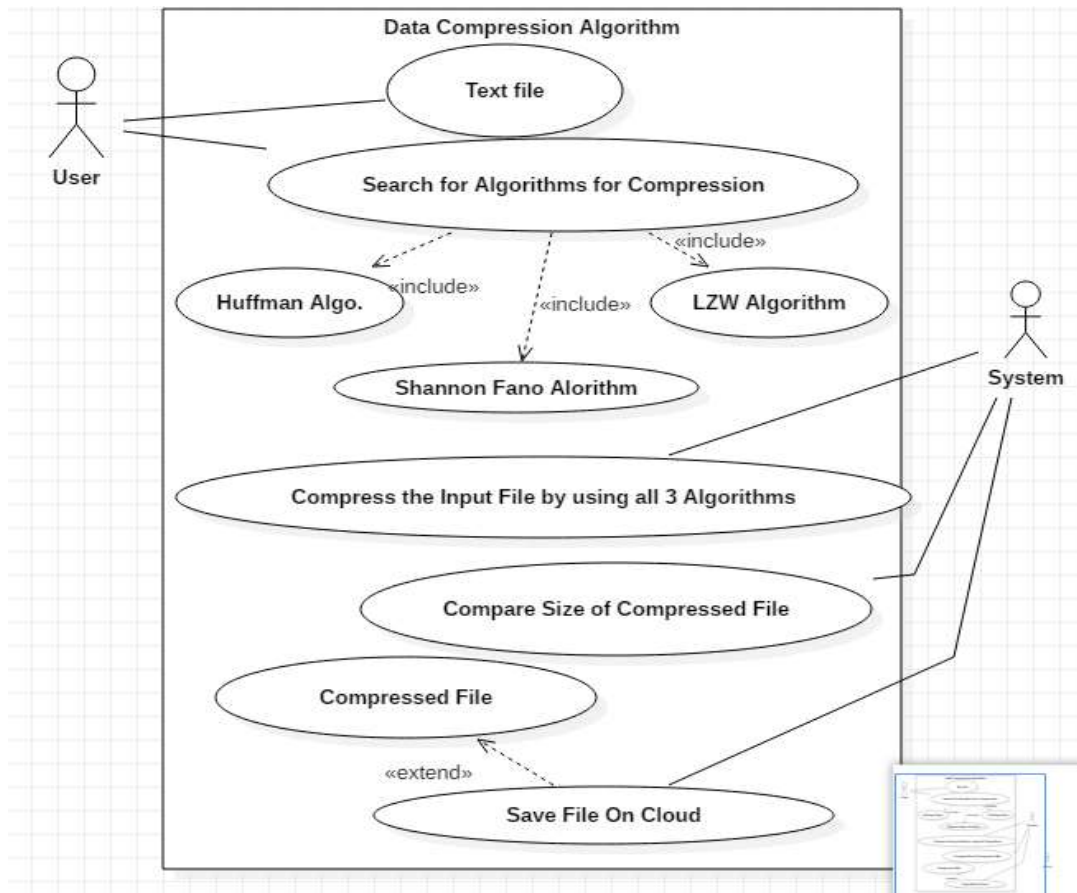 Data Compression Algorithm
Text file
User
Search for Algorithms for Compression
«include»
Huffman Algo.
«include»
«include»
LZW Algorithm
Shannon Fano Alorithm
System
Compress the Input File by using all 3 Algorithms
Compare Size of Compressed File
Compressed File
«extend»
Save File On Cloud